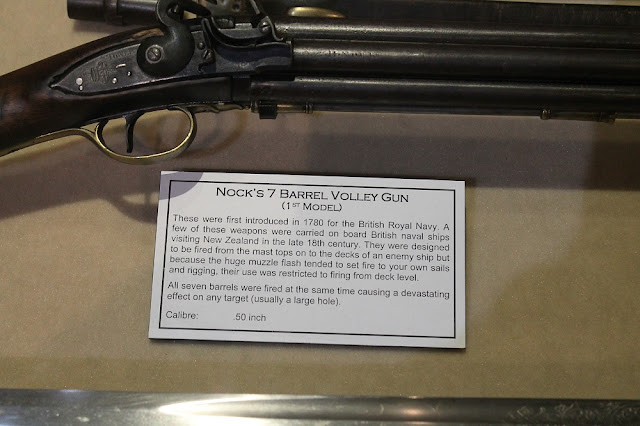 NOCK'S 7 BARREL VOLLEY GUN
(1ST MODEL)
These were first introduced in 1780 for the British Royal Navy. A
few of these weapons were carried on board British naval ships
visiting New Zealand in the late 18th century. They were designed
to be fired from the mast tops on to the decks of an enemy ship but
because the huge muzzle flash tended to set fire to your own sails
and rigging, their use was restricted to firing from deck level.
All seven barrels were fired at the same time causing a devastating
effect on any target (usually a large hole).
Calibre: .50 inch